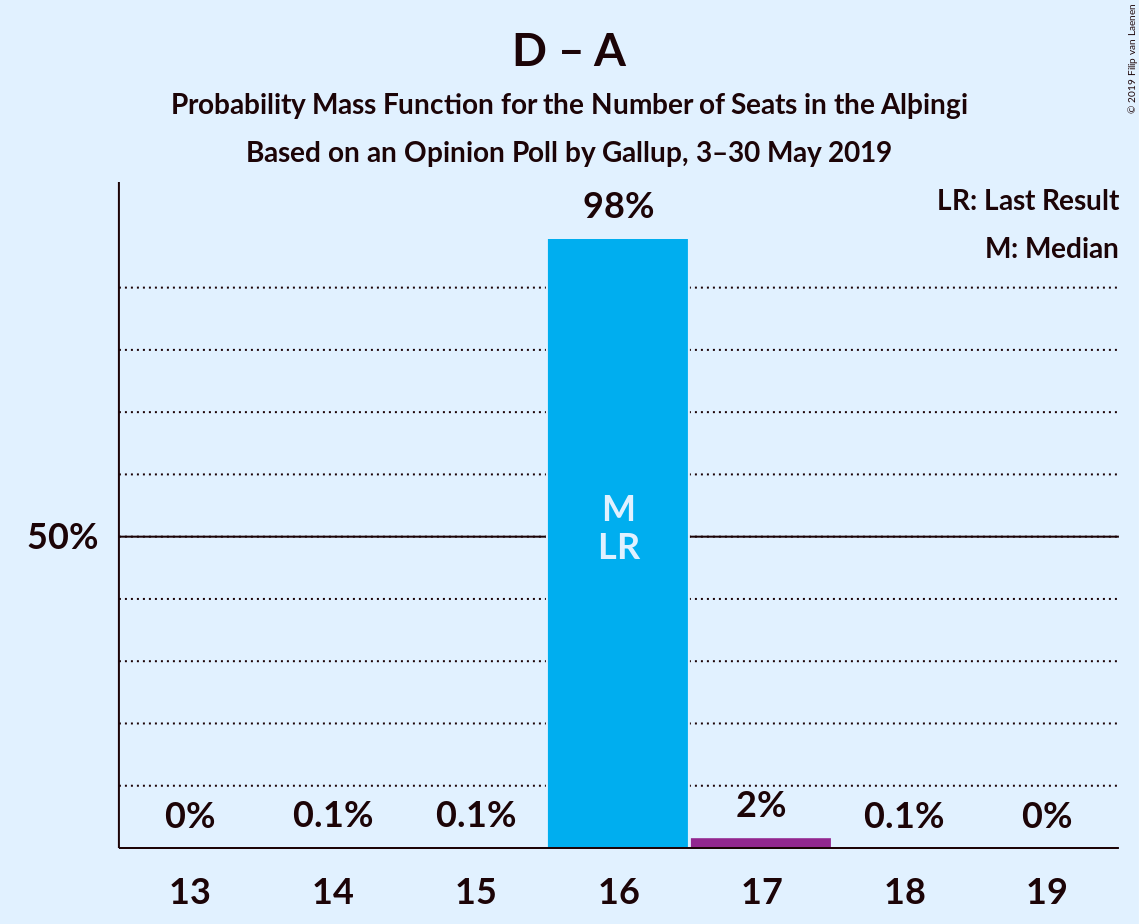 D – A
Probability Mass Function for the Number of Seats in the Alþingi
Based on an Opinion Poll by Gallup, 3–30 May 2019
© 2019 Filip van Laenen
LR: Last Result
M: Median
98%
50%
M
LR
0%
0.1%
0.1%
2%
0.1%
0%
13
14
15
16
17
18
19